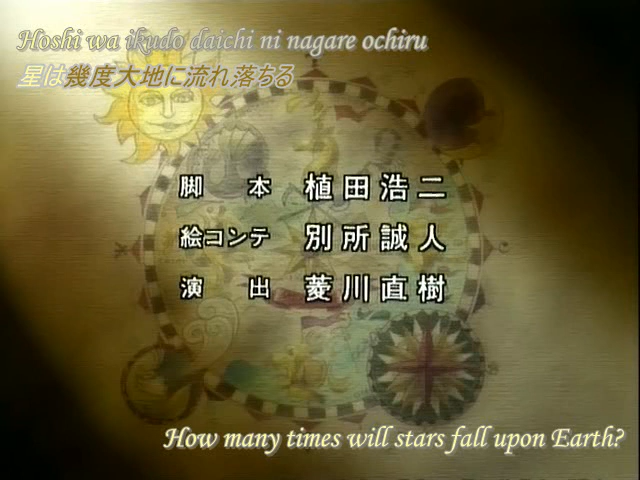 Hoshi wa ikudo daichi ni nagare ochiru
星は幾度大地に流れ落ちる
脚本 植田浩二
絵コンテ 別所誠人
演出 菱川直樹
How many times will stars fall upon Earth?